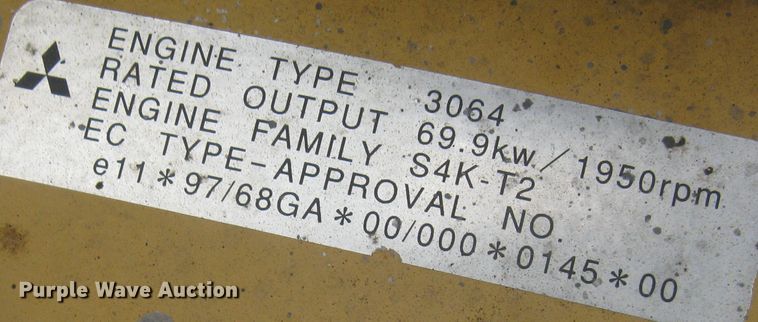 ENGINE TYPE 3064
RATED OUTPUT 69.9kw/1950rpm
ENGINE FAMILY S4K-T2
EC TYPE-APPROVAL NO.
e11*97/68GA*00/000*0145*00
Purple Wave Auction